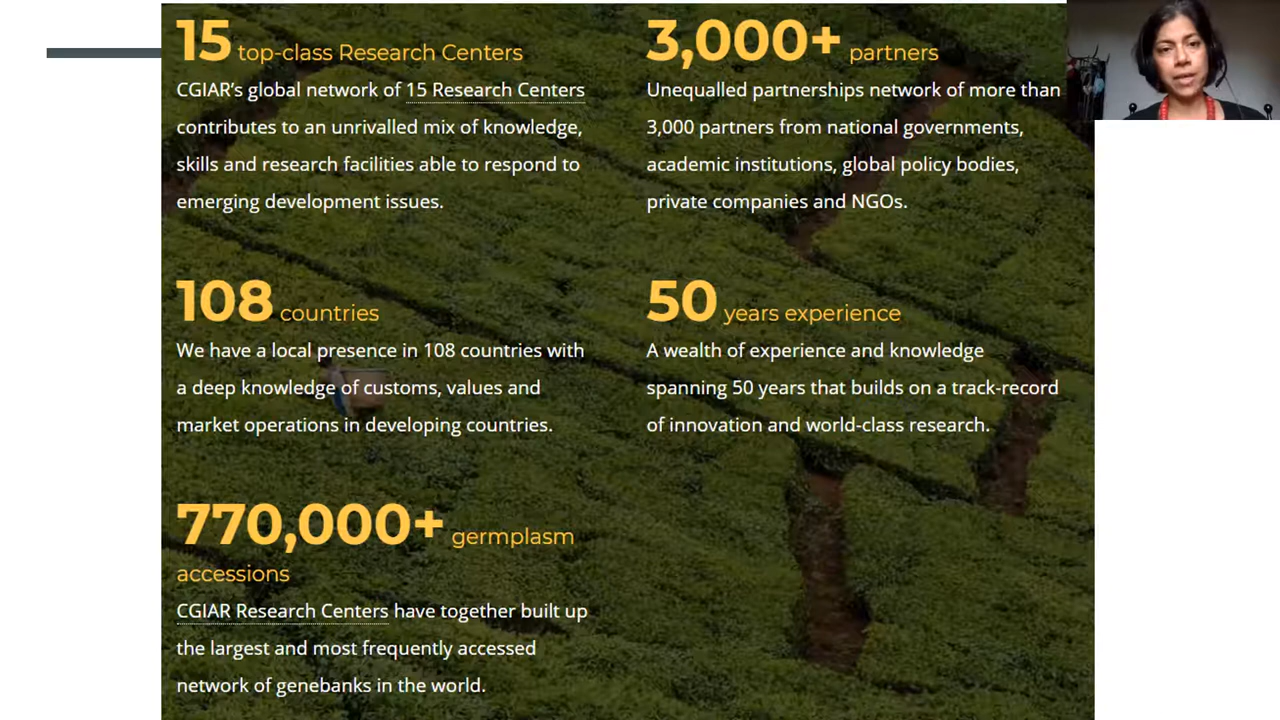 15 top-class Research Centers
CGIAR's global network of 15 Research Centers
contributes to an unrivalled mix of knowledge,
skills and research facilities able to respond to
emerging development issues.
3,000+ partners
Unequalled partnerships network of more than
3,000 partners from national governments,
academic institutions, global policy bodies,
private companies and NGOs.
108 countries
We have a local presence in 108 countries with
a deep knowledge of customs, values and
market operations in developing countries.
50 years experience
A wealth of experience and knowledge
spanning 50 years that builds on a track-record
of innovation and world-class research.
770,000+ germplasm
accessions
CGIAR Research Centers have together built up
the largest and most frequently accessed
network of genebanks in the world.